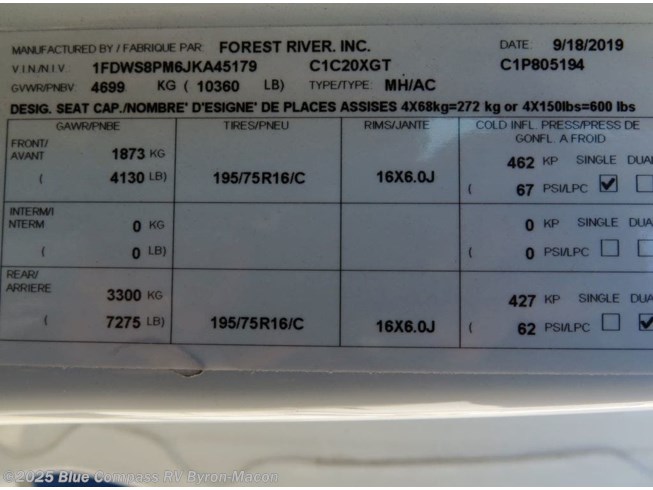 MANUFACTURED BY / FABRIQUE PAR: FOREST RIVER. INC. DATE: 9/18/2019
V.I.N./N.I.V.: 1FDWS8PM6JKA45179 C1C20XGT C1P805194
GVWR/PNBV: 4699 KG ( 10360 LB) TYPE/TYPE: MH/AC
DESIG. SEAT CAP./NOMBRE' D'ESIGNE' DE PLACES ASSISES 4X68kg=272 kg or 4X150lbs=600 lbs
GAWR/PNBE TIRES/PNEU RIMS/JANTE COLD INFL. PRESS/PRESS DE
GONFL. A FROID
FRONT/
AVANT 1873 KG 462 KP SINGLE DUA
( 4130 LB) 195/75R16/C 16X6.0J ( 67 PSI/LPC
INTERM/I
NTERM 0 KG 0 KP SINGLE DUA
( 0 LB) ( 0 PSI/LPC
REAR/
ARRIERE 3300 KG 427 KP SINGLE DUA
( 7275 LB) 195/75R16/C 16X6.0J ( 62 PSI/LPC
©2025 Blue Compass RV Byron-Macon